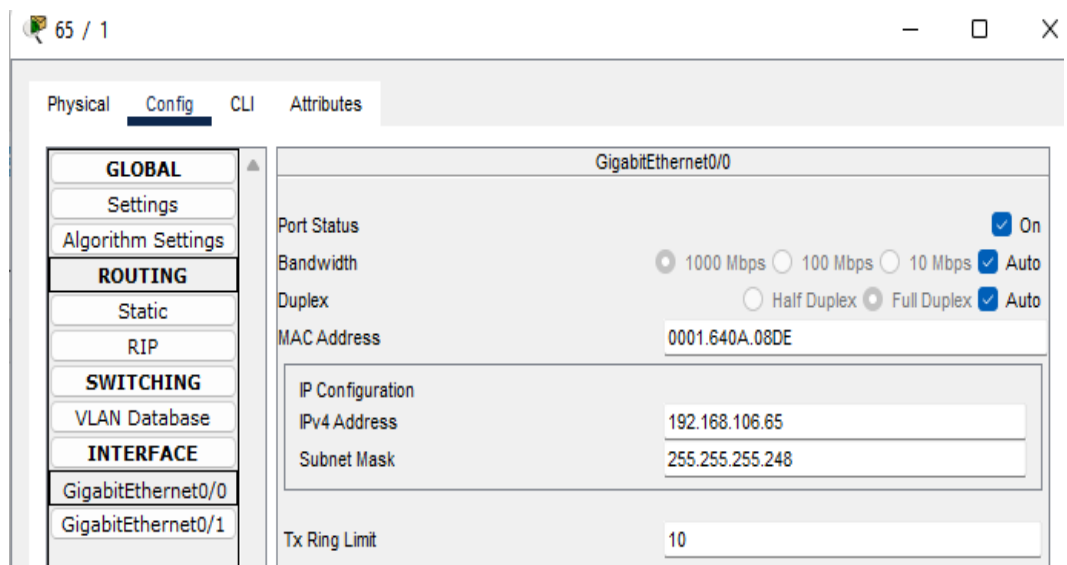 65 / 1
Physical Config CLI Attributes
GLOBAL
Settings
Algorithm Settings
ROUTING
Static
RIP
SWITCHING
VLAN Database
INTERFACE
GigabitEthernet0/0
GigabitEthernet0/1
GigabitEthernet0/0
Port Status On
Bandwidth 1000 Mbps 100 Mbps 10 Mbps Auto
Duplex Half Duplex Full Duplex Auto
MAC Address 0001.640A.08DE
IP Configuration
IPv4 Address 192.168.106.65
Subnet Mask 255.255.255.248
Tx Ring Limit 10